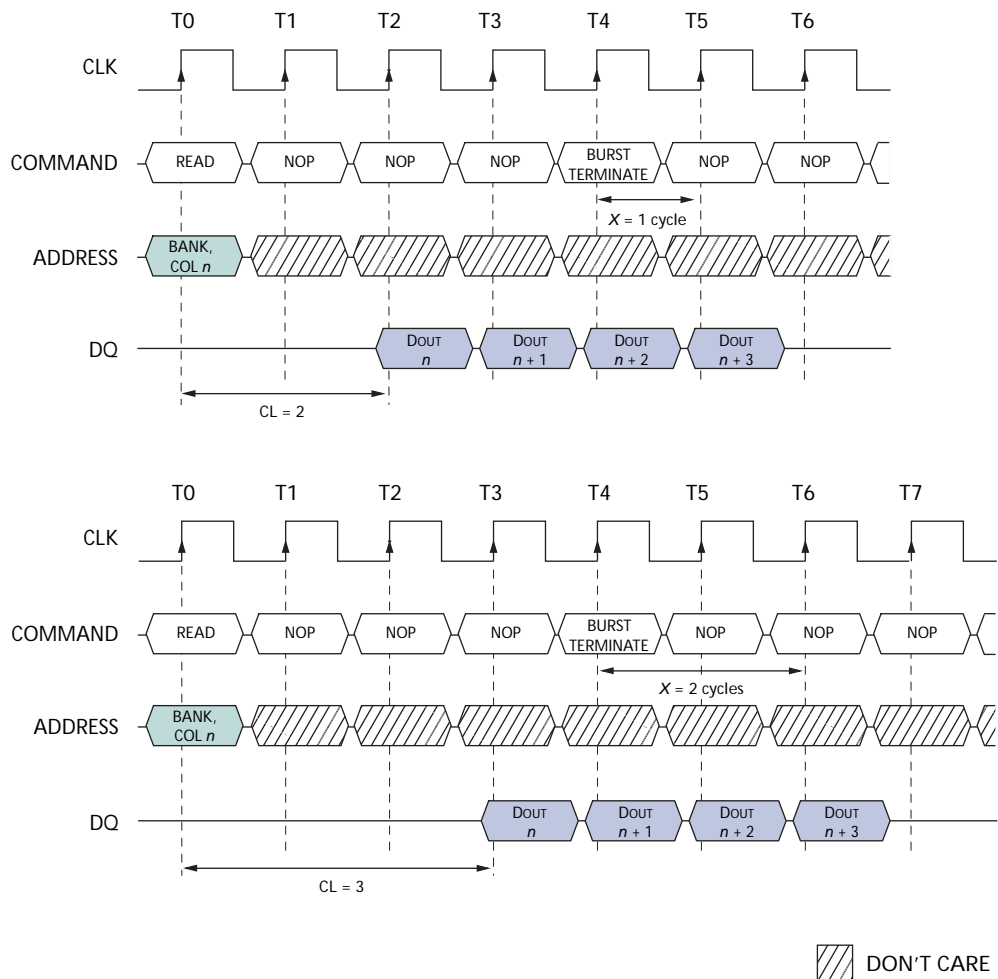 T0 T1 T2 T3 T4 T5 T6
CLK
COMMAND READ NOP NOP NOP BURST TERMINATE NOP NOP
X = 1 cycle
ADDRESS BANK, COL n
DQ DOUT n DOUT n + 1 DOUT n + 2 DOUT n + 3
CL = 2
T0 T1 T2 T3 T4 T5 T6 T7
CLK
COMMAND READ NOP NOP NOP BURST TERMINATE NOP NOP NOP
X = 2 cycles
ADDRESS BANK, COL n
DQ DOUT n DOUT n + 1 DOUT n + 2 DOUT n + 3
CL = 3
DON'T CARE